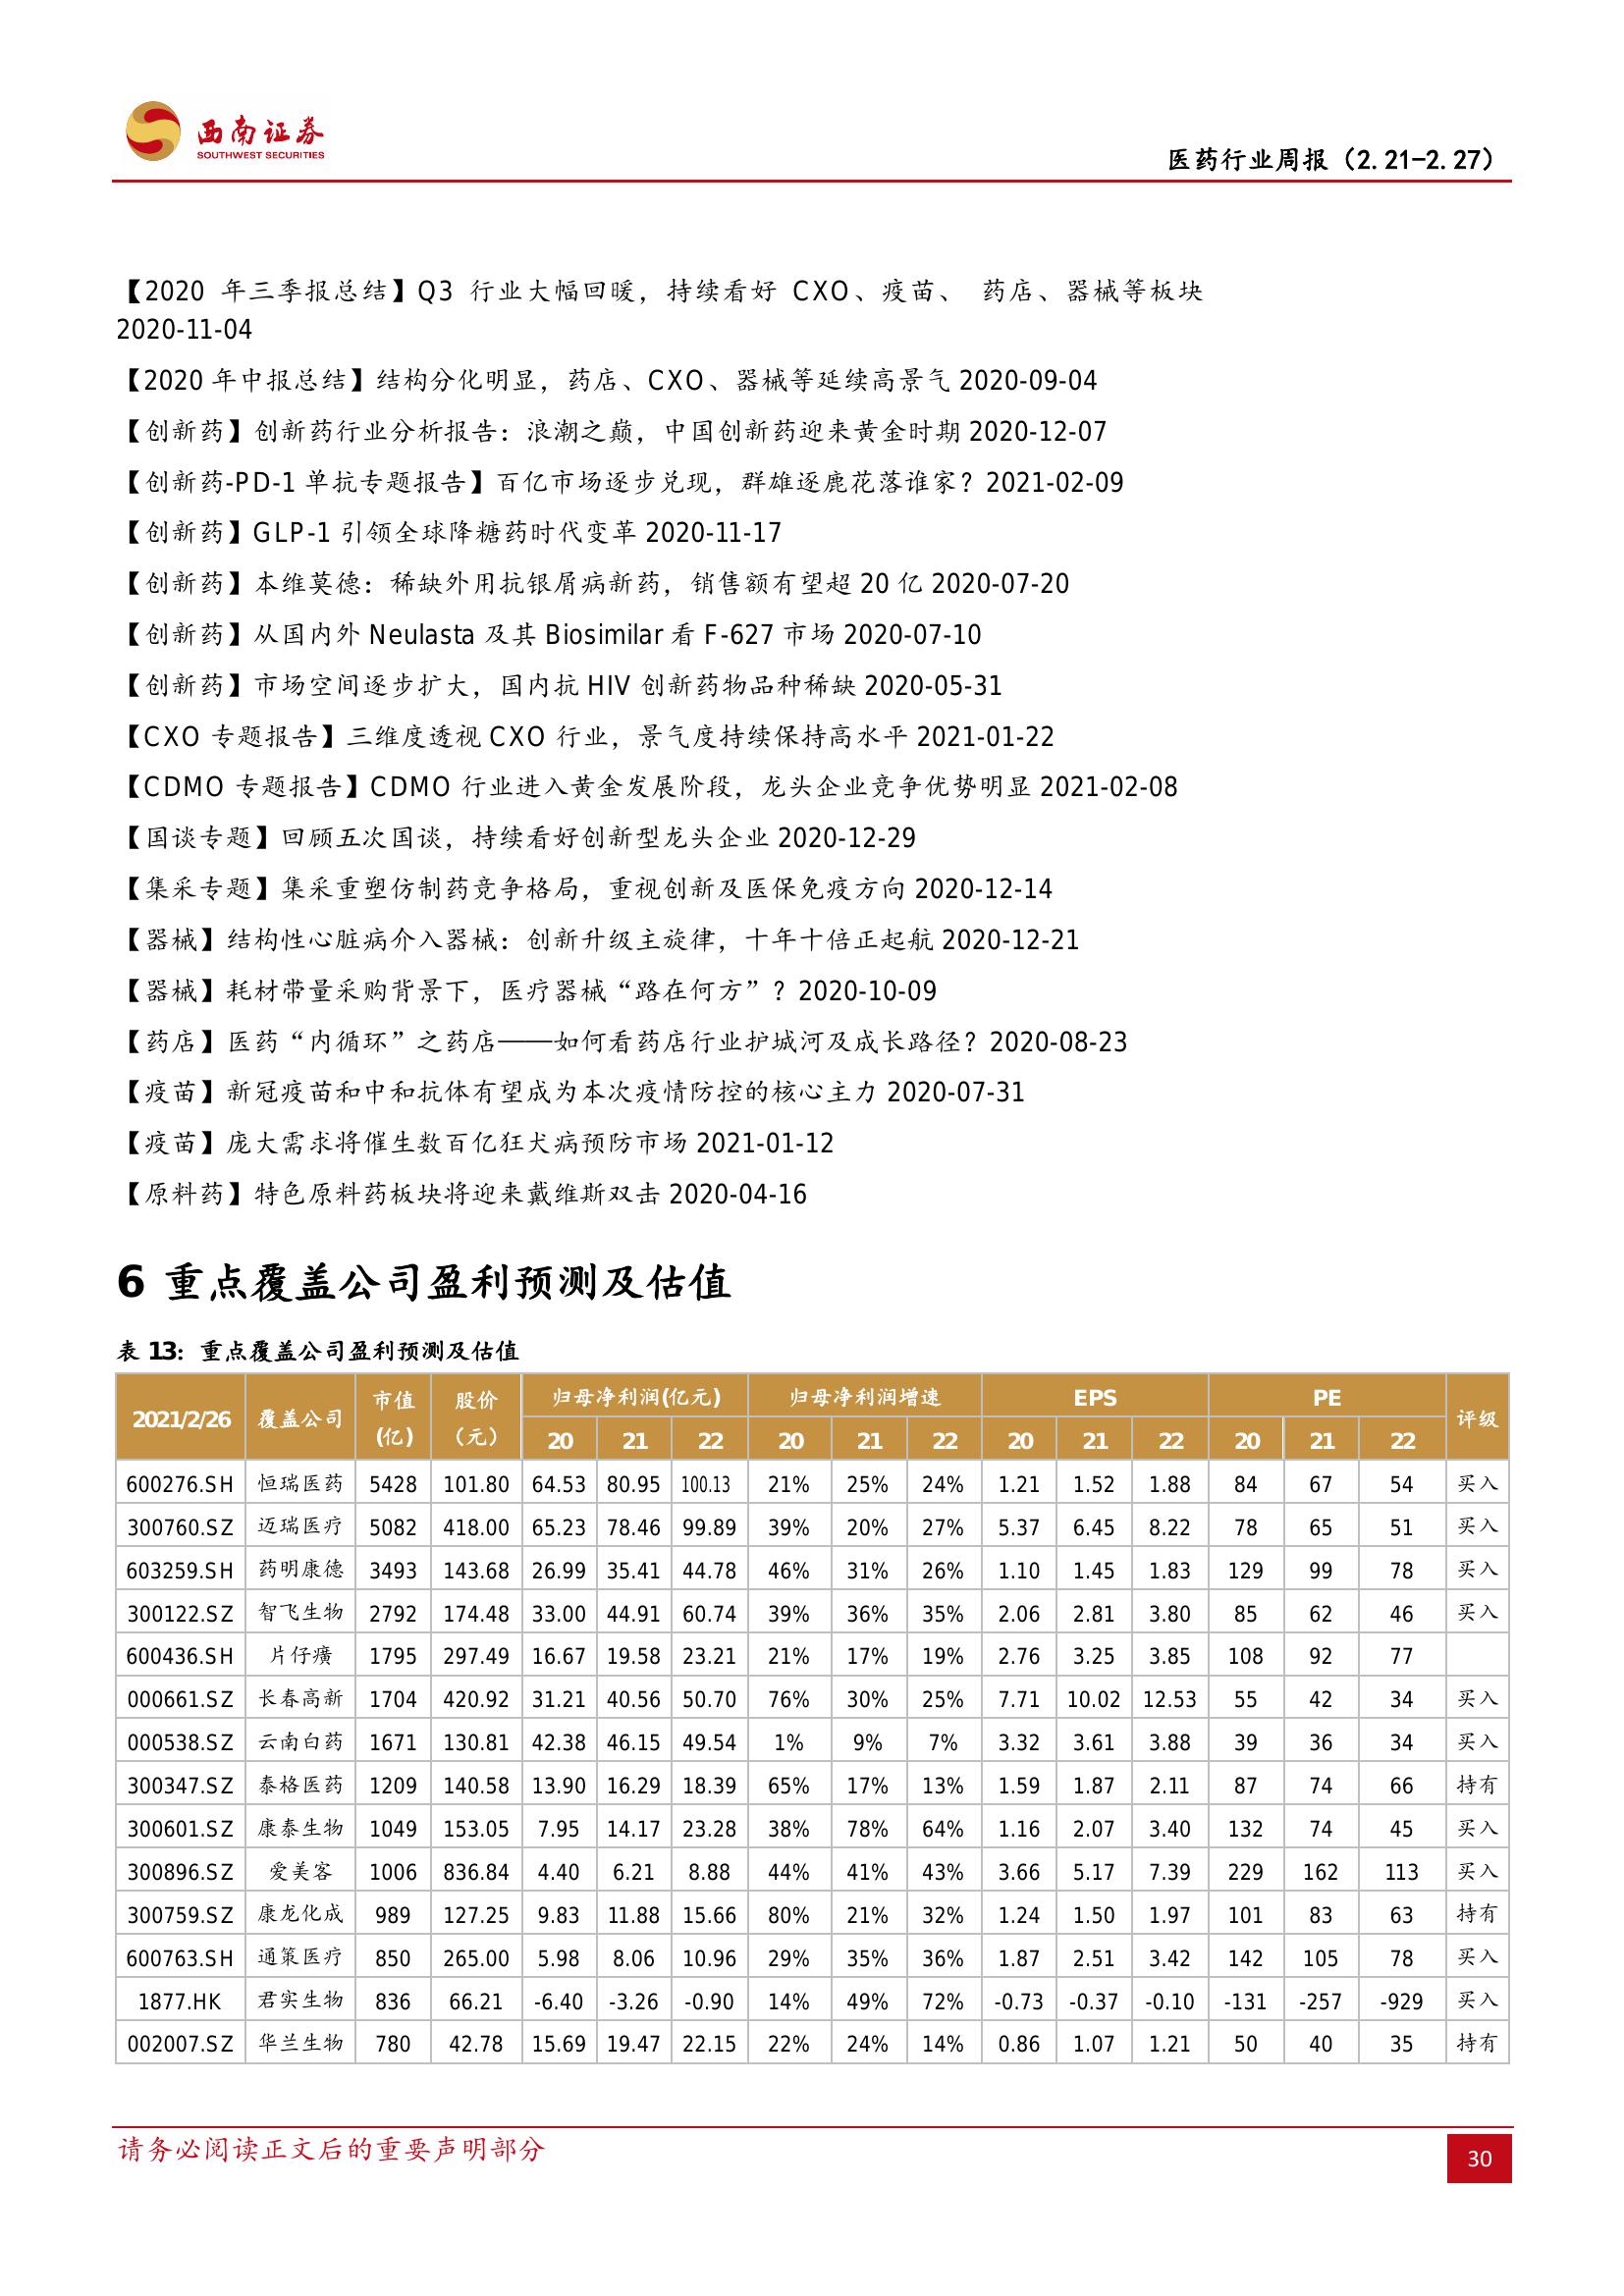 西南证券
SOUTHWEST SECURITIES
医药行业周报（2.21-2.27）
【2020 年三季报总结】Q3 行业大幅回暖，持续看好 CXO、疫苗、 药店、器械等板块
2020-11-04
【2020 年中报总结】结构分化明显，药店、CXO、器械等延续高景气 2020-09-04
【创新药】创新药行业分析报告：浪潮之巅，中国创新药迎来黄金时期 2020-12-07
【创新药-PD-1 单抗专题报告】百亿市场逐步兑现，群雄逐鹿花落谁家？2021-02-09
【创新药】GLP-1 引领全球降糖药时代变革 2020-11-17
【创新药】本维莫德：稀缺外用抗银屑病新药，销售额有望超 20 亿 2020-07-20
【创新药】从国内外 Neulasta 及其 Biosimilar 看 F-627 市场 2020-07-10
【创新药】市场空间逐步扩大，国内抗 HIV 创新药物品种稀缺 2020-05-31
【CXO 专题报告】三维度透视 CXO 行业，景气度持续保持高水平 2021-01-22
【CDMO 专题报告】CDMO 行业进入黄金发展阶段，龙头企业竞争优势明显 2021-02-08
【国谈专题】回顾五次国谈，持续看好创新型龙头企业 2020-12-29
【集采专题】集采重塑仿制药竞争格局，重视创新及医保免疫方向 2020-12-14
【器械】结构性心脏病介入器械：创新升级主旋律，十年十倍正起航 2020-12-21
【器械】耗材带量采购背景下，医疗器械“路在何方”？2020-10-09
【药店】医药“内循环”之药店——如何看药店行业护城河及成长路径？2020-08-23
【疫苗】新冠疫苗和中和抗体有望成为本次疫情防控的核心主力 2020-07-31
【疫苗】庞大需求将催生数百亿狂犬病预防市场 2021-01-12
【原料药】特色原料药板块将迎来戴维斯双击 2020-04-16
6 重点覆盖公司盈利预测及估值
表 13：重点覆盖公司盈利预测及估值
2021/2/26 覆盖公司 市值(亿) 股价（元） 归母净利润(亿元) 归母净利润增速 EPS PE 评级
20 21 22 20 21 22 20 21 22 20 21 22
600276.SH 恒瑞医药 5428 101.80 64.53 80.95 100.13 21% 25% 24% 1.21 1.52 1.88 84 67 54 买入
300760.SZ 迈瑞医疗 5082 418.00 65.23 78.46 99.89 39% 20% 27% 5.37 6.45 8.22 78 65 51 买入
603259.SH 药明康德 3493 143.68 26.99 35.41 44.78 46% 31% 26% 1.10 1.45 1.83 129 99 78 买入
300122.SZ 智飞生物 2792 174.48 33.00 44.91 60.74 39% 36% 35% 2.06 2.81 3.80 85 62 46 买入
600436.SH 片仔癀 1795 297.49 16.67 19.58 23.21 21% 17% 19% 2.76 3.25 3.85 108 92 77
000661.SZ 长春高新 1704 420.92 31.21 40.56 50.70 76% 30% 25% 7.71 10.02 12.53 55 42 34 买入
000538.SZ 云南白药 1671 130.81 42.38 46.15 49.54 1% 9% 7% 3.32 3.61 3.88 39 36 34 买入
300347.SZ 泰格医药 1209 140.58 13.90 16.29 18.39 65% 17% 13% 1.59 1.87 2.11 87 74 66 持有
300601.SZ 康泰生物 1049 153.05 7.95 14.17 23.28 38% 78% 64% 1.16 2.07 3.40 132 74 45 买入
300896.SZ 爱美客 1006 836.84 4.40 6.21 8.88 44% 41% 43% 3.66 5.17 7.39 229 162 113 买入
300759.SZ 康龙化成 989 127.25 9.83 11.88 15.66 80% 21% 32% 1.24 1.50 1.97 101 83 63 持有
600763.SH 通策医疗 850 265.00 5.98 8.06 10.96 29% 35% 36% 1.87 2.51 3.42 142 105 78 买入
1877.HK 君实生物 836 66.21 -6.40 -3.26 -0.90 14% 49% 72% -0.73 -0.37 -0.10 -131 -257 -929 买入
002007.SZ 华兰生物 780 42.78 15.69 19.47 22.15 22% 24% 14% 0.86 1.07 1.21 50 40 35 持有
请务必阅读正文后的重要声明部分
30